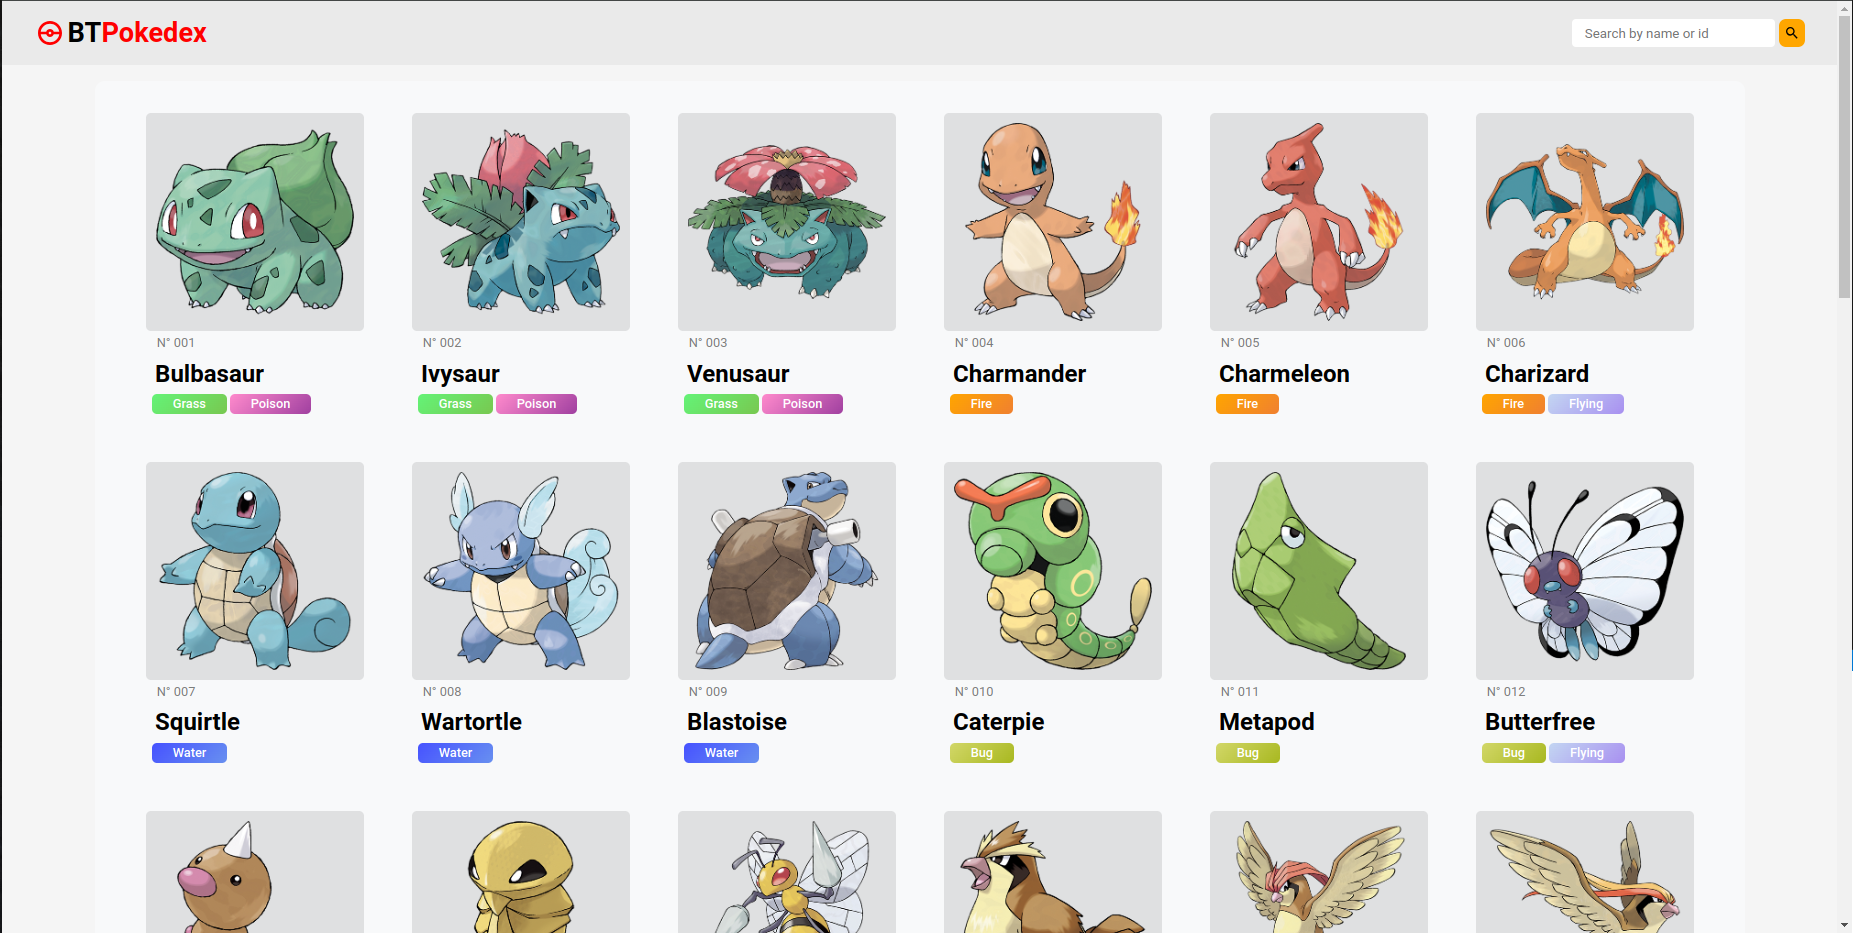 BTPokedex
Search by name or id
N° 001
Bulbasaur
Grass Poison
N° 002
Ivysaur
Grass Poison
N° 003
Venusaur
Grass Poison
N° 004
Charmander
Fire
N° 005
Charmeleon
Fire
N° 006
Charizard
Fire Flying
N° 007
Squirtle
Water
N° 008
Wartortle
Water
N° 009
Blastoise
Water
N° 010
Caterpie
Bug
N° 011
Metapod
Bug
N° 012
Butterfree
Bug Flying